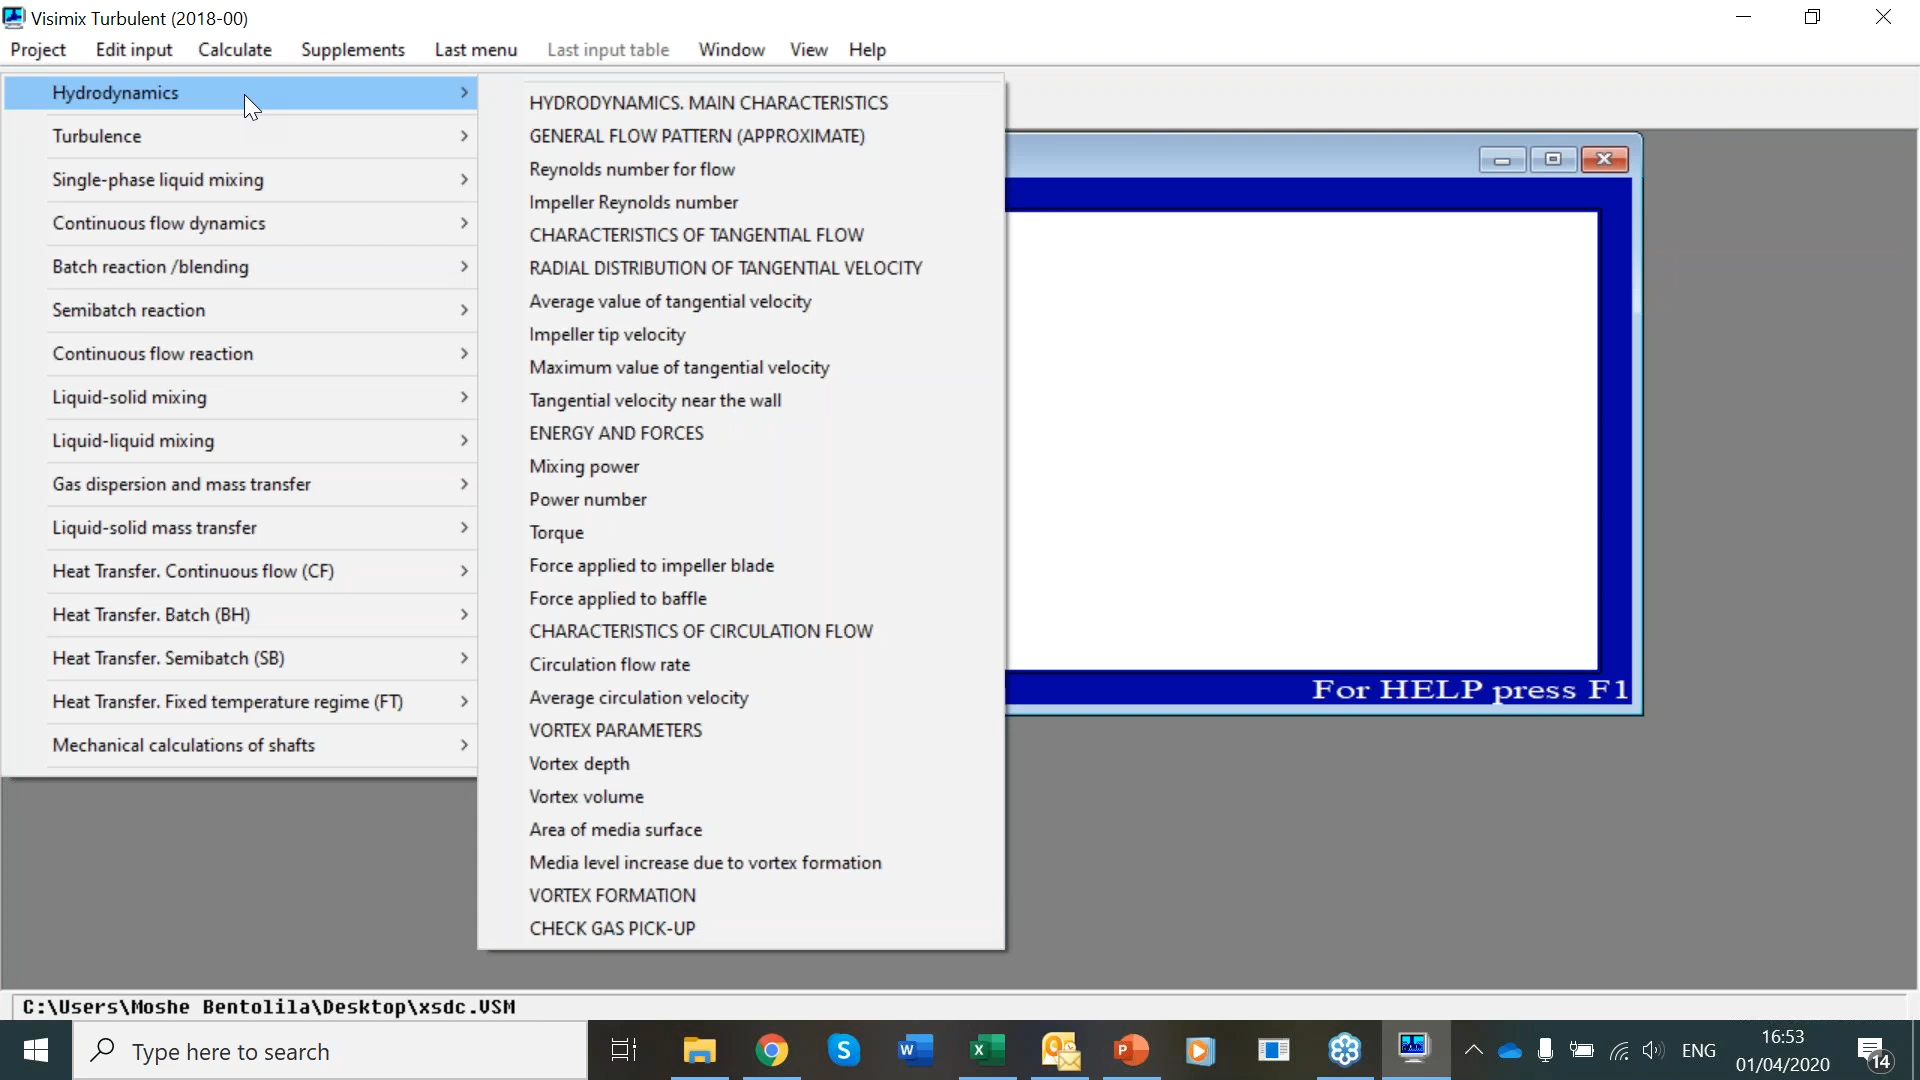 Visimix Turbulent (2018-00)
Project Edit input Calculate Supplements Last menu Last input table Window View Help
Hydrodynamics
Turbulence
Single-phase liquid mixing
Continuous flow dynamics
Batch reaction /blending
Semibatch reaction
Continuous flow reaction
Liquid-solid mixing
Liquid-liquid mixing
Gas dispersion and mass transfer
Liquid-solid mass transfer
Heat Transfer. Continuous flow (CF)
Heat Transfer. Batch (BH)
Heat Transfer. Semibatch (SB)
Heat Transfer. Fixed temperature regime (FT)
Mechanical calculations of shafts
HYDRODYNAMICS. MAIN CHARACTERISTICS
GENERAL FLOW PATTERN (APPROXIMATE)
Reynolds number for flow
Impeller Reynolds number
CHARACTERISTICS OF TANGENTIAL FLOW
RADIAL DISTRIBUTION OF TANGENTIAL VELOCITY
Average value of tangential velocity
Impeller tip velocity
Maximum value of tangential velocity
Tangential velocity near the wall
ENERGY AND FORCES
Mixing power
Power number
Torque
Force applied to impeller blade
Force applied to baffle
CHARACTERISTICS OF CIRCULATION FLOW
Circulation flow rate
Average circulation velocity
VORTEX PARAMETERS
Vortex depth
Vortex volume
Area of media surface
Media level increase due to vortex formation
VORTEX FORMATION
CHECK GAS PICK-UP
For HELP press F1
C:\Users\Moshe Bentolila\Desktop\xsdc.VSM
Type here to search
ENG
16:53
01/04/2020
14